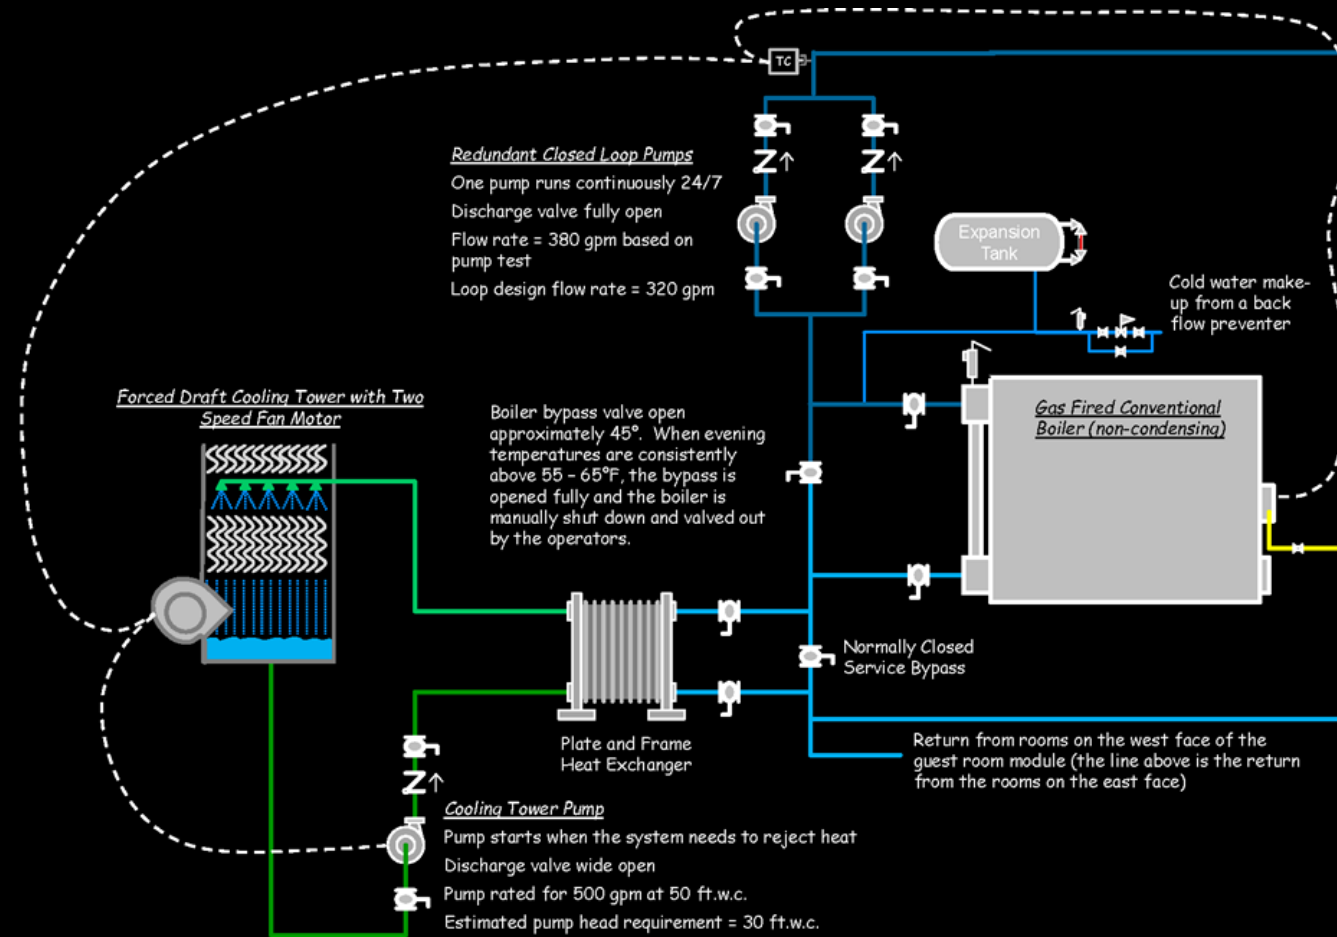 TC
Redundant Closed Loop Pumps
One pump runs continuously 24/7
Discharge valve fully open
Flow rate = 380 gpm based on
pump test
Loop design flow rate = 320 gpm
Expansion
Tank
Cold water make-
up from a back
flow preventer
Forced Draft Cooling Tower with Two
Speed Fan Motor
Boiler bypass valve open
approximately 45°. When evening
temperatures are consistently
above 55 – 65°F, the bypass is
opened fully and the boiler is
manually shut down and valved out
by the operators.
Gas Fired Conventional
Boiler (non-condensing)
Normally Closed
Service Bypass
Plate and Frame
Heat Exchanger
Return from rooms on the west face of the
guest room module (the line above is the return
from the rooms on the east face)
Cooling Tower Pump
Pump starts when the system needs to reject heat
Discharge valve wide open
Pump rated for 500 gpm at 50 ft.w.c.
Estimated pump head requirement = 30 ft.w.c.